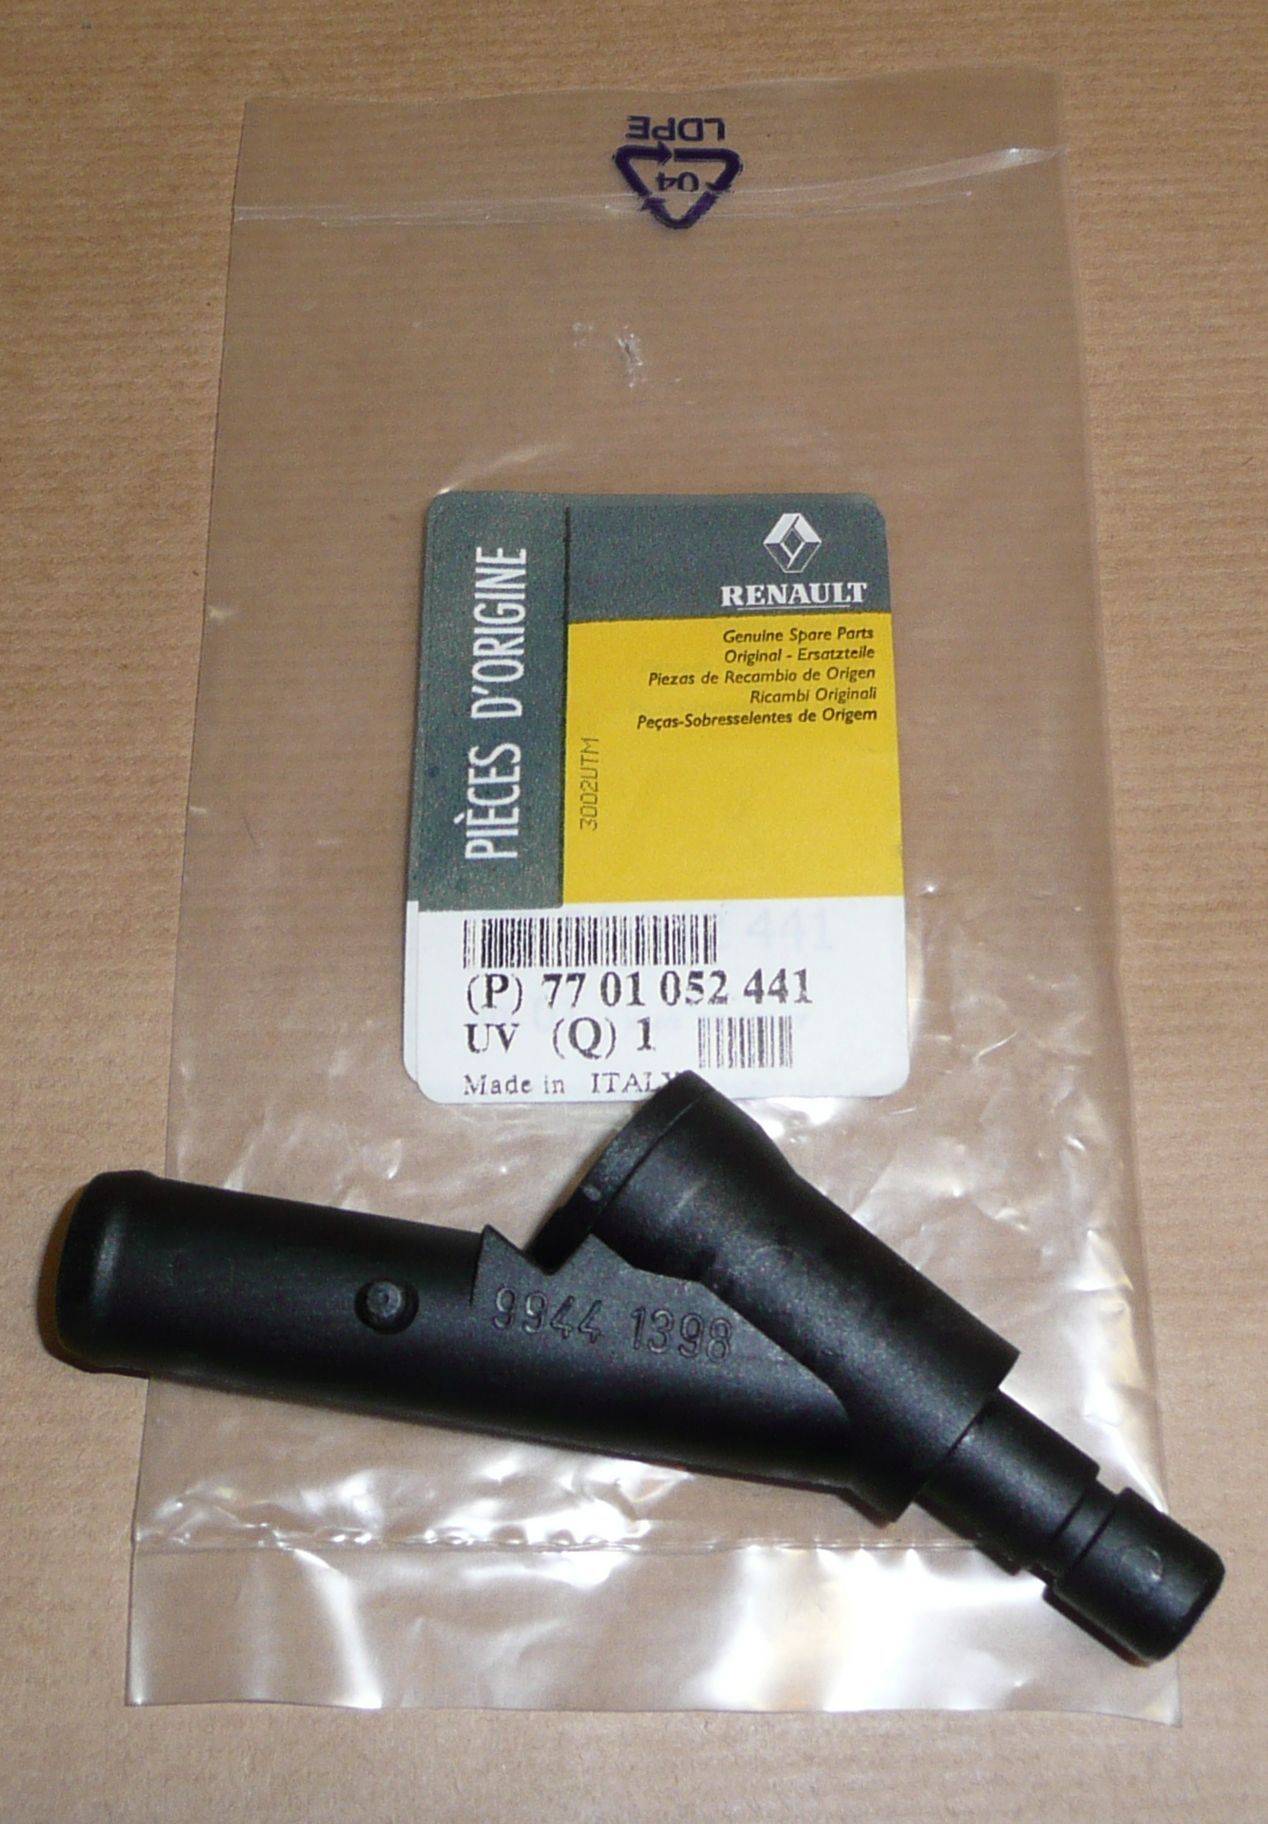 LDPE
04
PIÈCES D'ORIGINE
RENAULT
Genuine Spare Parts
Original - Ersatzteile
Piezas de Recambio de Origen
Ricambi Originali
Peças-Sobresselentes de Origem
3002UTM
441
(P) 77 01 052 441
UV (Q) 1
Made in ITALY
9944 1398